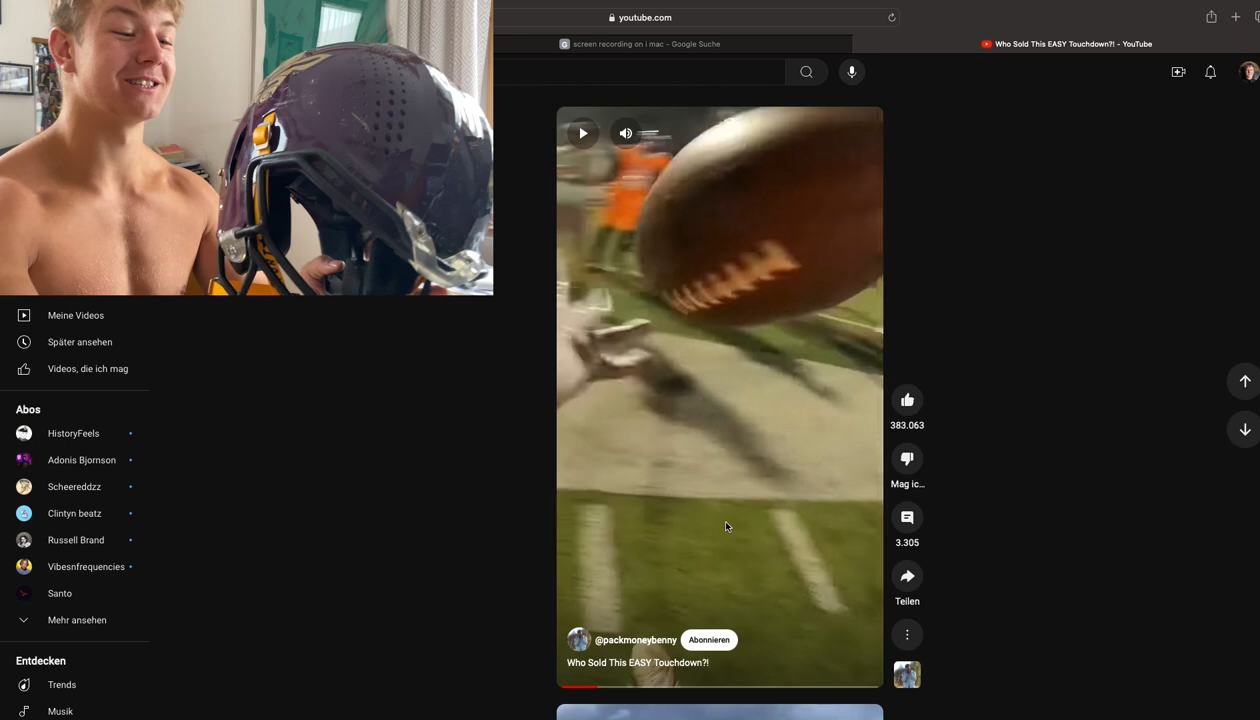 youtube.com
G screen recording on i mac - Google Suche
Who Sold This EASY Touchdown?! - YouTube
Meine Videos
Später ansehen
Videos, die ich mag
Abos
HistoryFeels
Adonis Bjornson
Scheereddzz
Clintyn beatz
Russell Brand
Vibesnfrequencies
Santo
Mehr ansehen
Entdecken
Trends
Musik
383.063
Mag ic...
3.305
Teilen
@packmoneybenny Abonnieren
Who Sold This EASY Touchdown?!